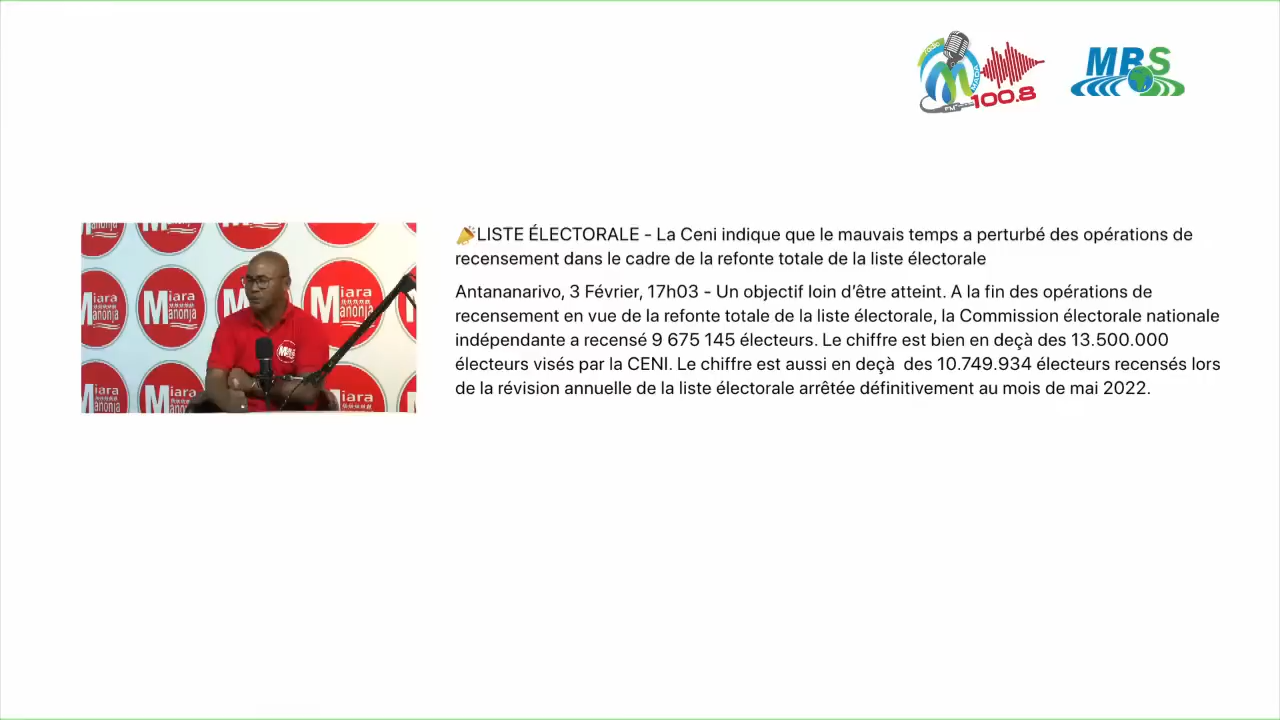 radio
M
MADA
FM
100.8
MBS
Miara
Manonja
LISTE ÉLECTORALE - La Ceni indique que le mauvais temps a perturbé des opérations de
recensement dans le cadre de la refonte totale de la liste électorale
Antananarivo, 3 Février, 17h03 - Un objectif loin d’être atteint. A la fin des opérations de
recensement en vue de la refonte totale de la liste électorale, la Commission électorale nationale
indépendante a recensé 9 675 145 électeurs. Le chiffre est bien en deçà des 13.500.000
électeurs visés par la CENI. Le chiffre est aussi en deçà  des 10.749.934 électeurs recensés lors
de la révision annuelle de la liste électorale arrêtée définitivement au mois de mai 2022.